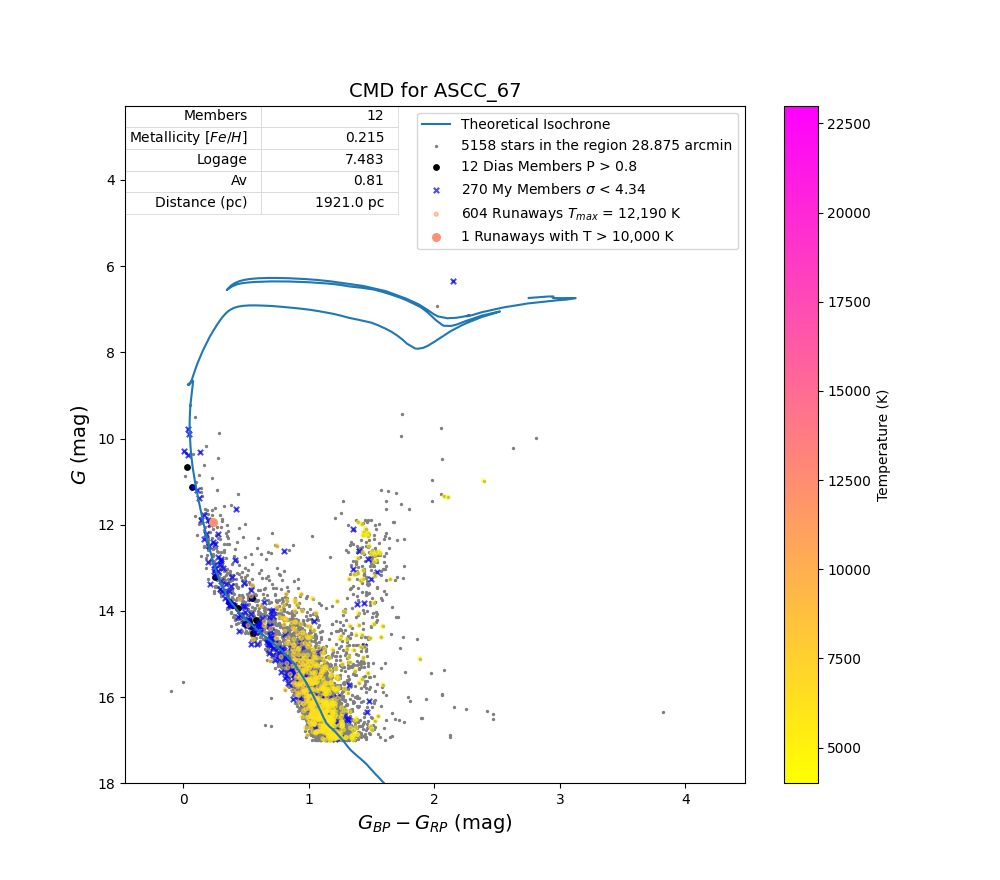 CMD for ASCC_67
Members 12
Metallicity [Fe/H] 0.215
Logage 7.483
Av 0.81
Distance (pc) 1921.0 pc
Theoretical Isochrone
5158 stars in the region 28.875 arcmin
12 Dias Members P > 0.8
270 My Members σ < 4.34
604 Runaways Tmax = 12,190 K
1 Runaways with T > 10,000 K
4
6
8
10
12
14
16
18
G (mag)
0 1 2 3 4
GBP − GRP (mag)
22500
20000
17500
15000
12500
10000
7500
5000
Temperature (K)